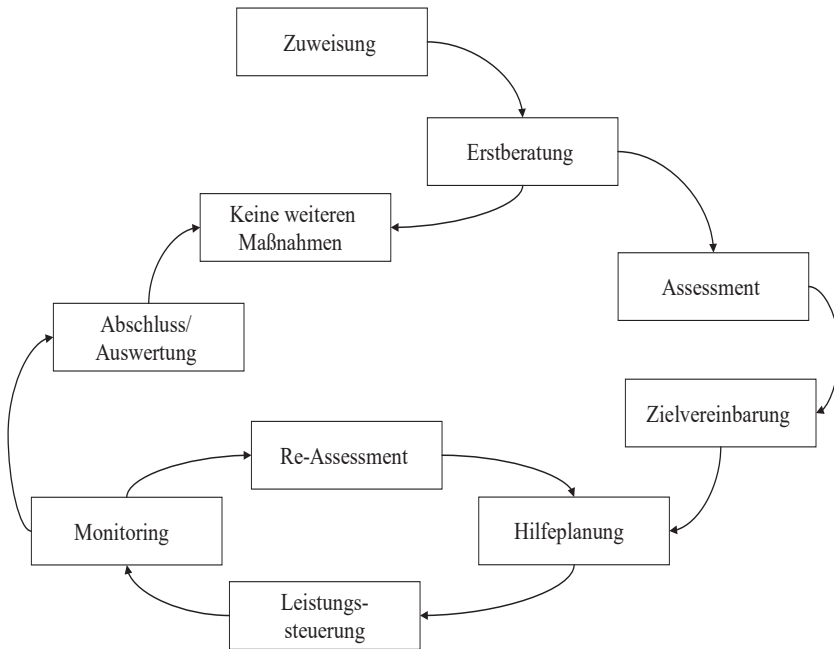 Zuweisung
Erstberatung
Keine weiteren
Maßnahmen
Assessment
Abschluss/
Auswertung
Zielvereinbarung
Re-Assessment
Monitoring
Hilfeplanung
Leistungs-
steuerung